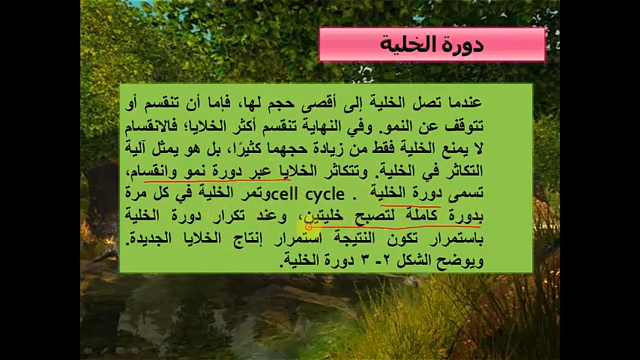 دورة الخلية
عندما تصل الخلية إلى أقصى حجم لها، فإما أن تنقسم أو
تتوقف عن النمو. وفي النهاية تنقسم أكثر الخلايا؛ فالانقسام
لا يمنع الخلية فقط من زيادة حجمها كثيرًا، بل هو يمثل آلية
التكاثر في الخلية. وتتكاثر الخلايا عبر دورة نمو وانقسام،
تسمى دورة الخلية cell cycle . وتمر الخلية في كل مرة
بدورة كاملة لتصبح خليتين، وعند تكرار دورة الخلية
باستمرار تكون النتيجة استمرار إنتاج الخلايا الجديدة.
ويوضح الشكل ٢- ٣ دورة الخلية.